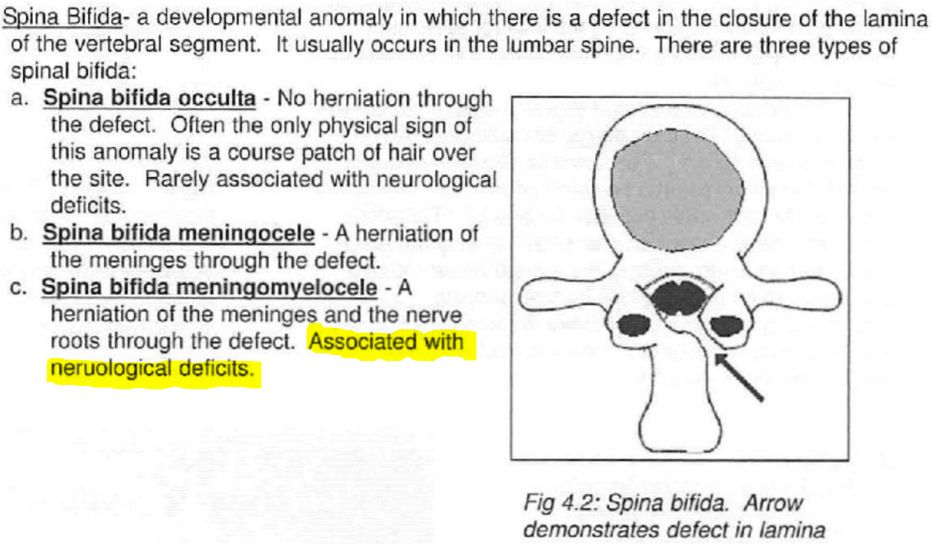 Spina Bifida- a developmental anomaly in which there is a defect in the closure of the lamina
of the vertebral segment. It usually occurs in the lumbar spine. There are three types of
spinal bifida:
a. Spina bifida occulta - No herniation through
the defect. Often the only physical sign of
this anomaly is a course patch of hair over
the site. Rarely associated with neurological
deficits.
b. Spina bifida meningocele - A herniation of
the meninges through the defect.
c. Spina bifida meningomyelocele - A
herniation of the meninges and the nerve
roots through the defect. Associated with
neruological deficits.
Fig 4.2: Spina bifida. Arrow
demonstrates defect in lamina